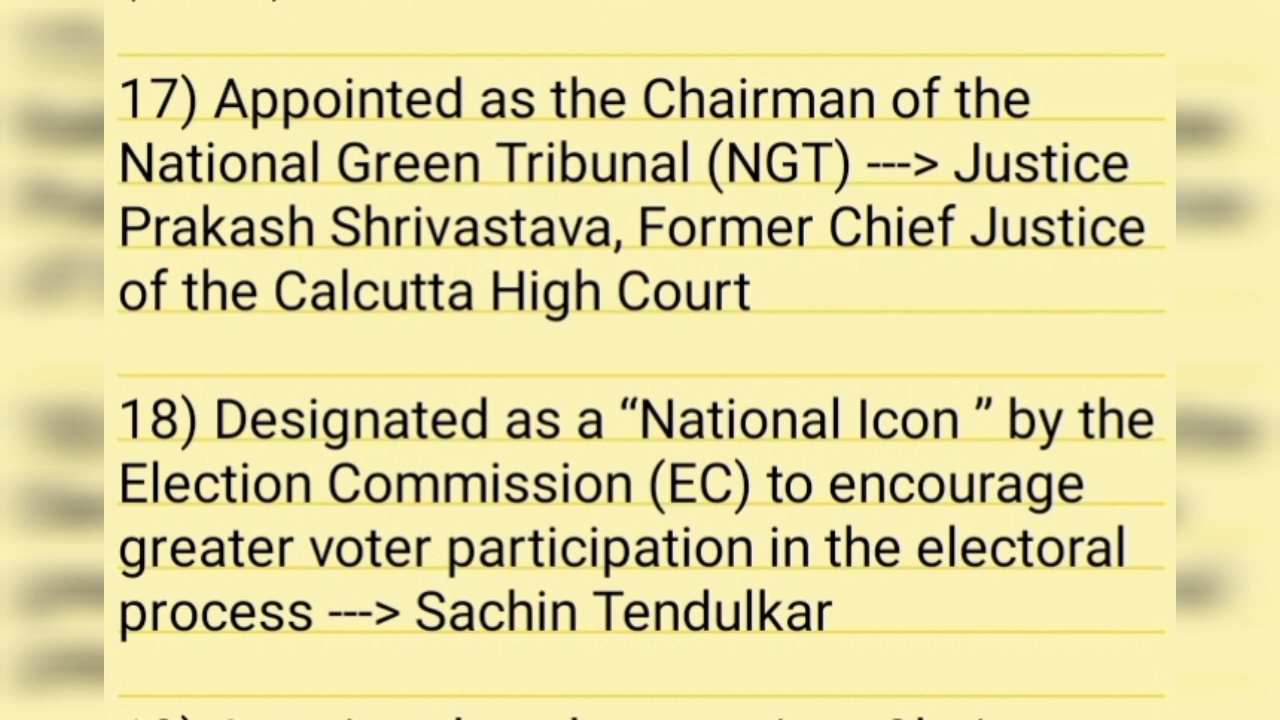 17) Appointed as the Chairman of the
National Green Tribunal (NGT) ---> Justice
Prakash Shrivastava, Former Chief Justice
of the Calcutta High Court
18) Designated as a “National Icon ” by the
Election Commission (EC) to encourage
greater voter participation in the electoral
process ---> Sachin Tendulkar